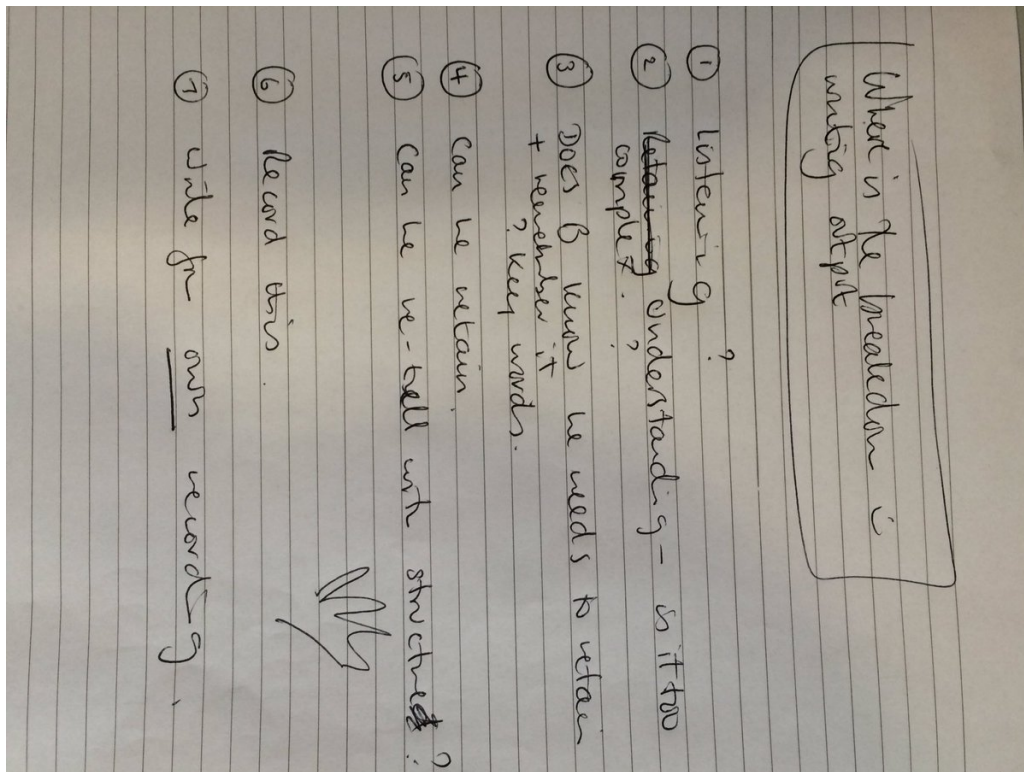 Where is the breakdown in
writing output
① Listening?
② Retaining Understanding - is it too
complex. ?
③ Does B know he needs to retain
+ remember it
? key words.
④ Can he retain.
⑤ Can he re-tell with structure?
⑥ Record this.
⑦ Write from own recording.